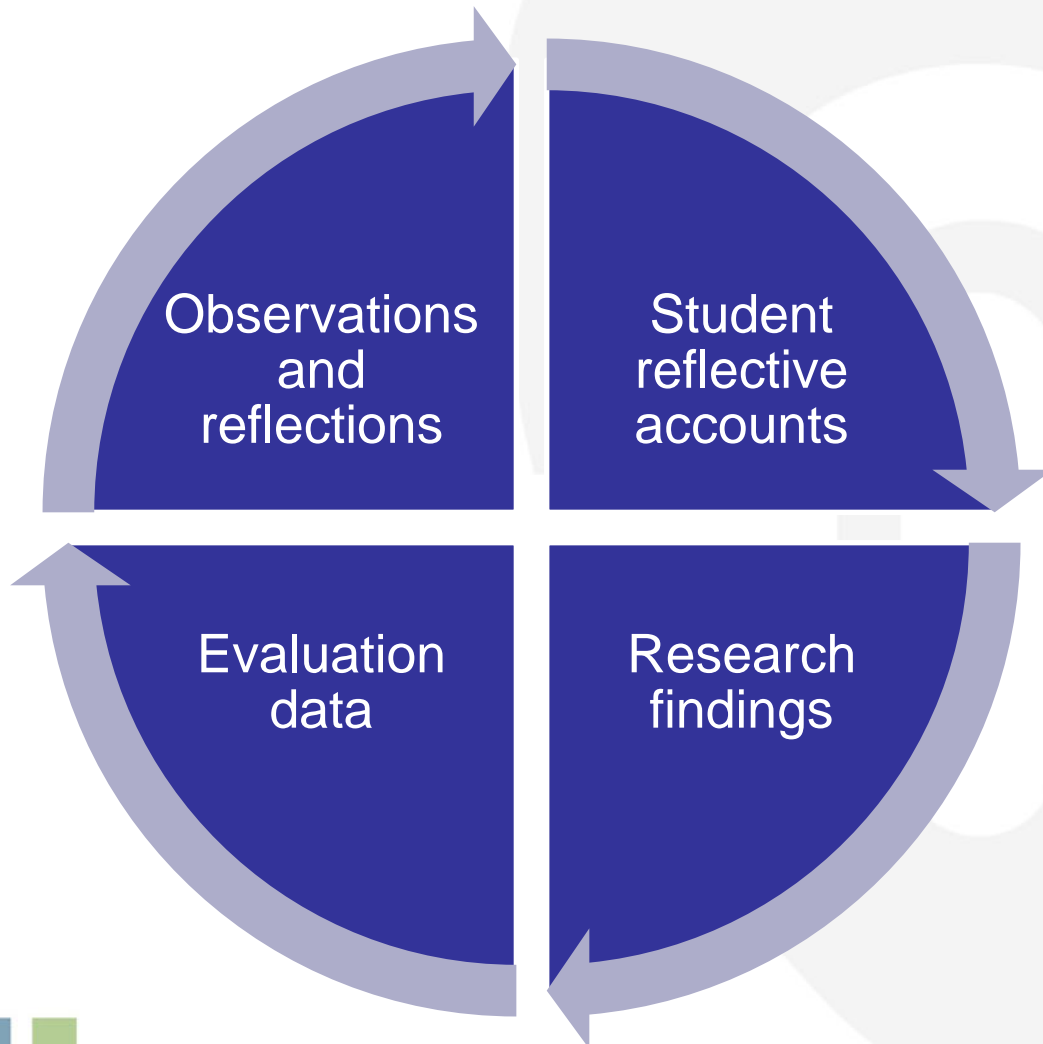 Observations
and
reflections
Student
reflective
accounts
Evaluation
data
Research
findings